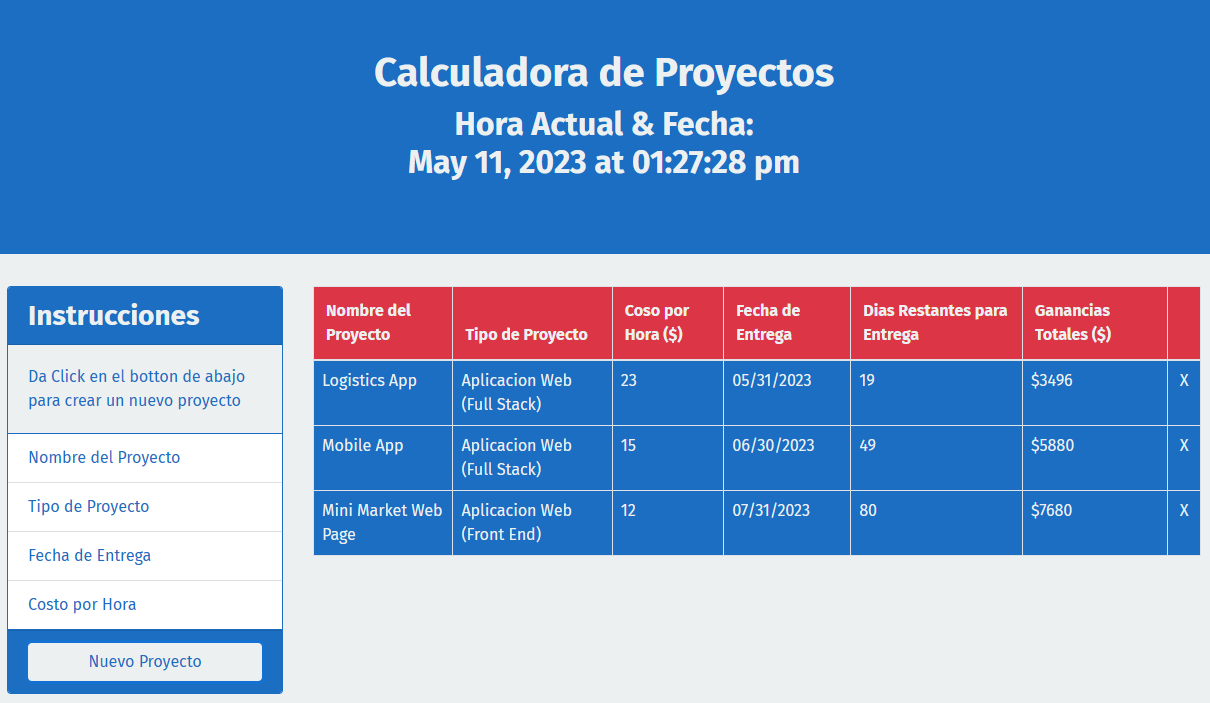 Calculadora de Proyectos
Hora Actual & Fecha:
May 11, 2023 at 01:27:28 pm
Instrucciones
Da Click en el botton de abajo
para crear un nuevo proyecto
Nombre del Proyecto
Tipo de Proyecto
Fecha de Entrega
Costo por Hora
Nuevo Proyecto
Nombre del Proyecto Tipo de Proyecto Coso por Hora ($) Fecha de Entrega Dias Restantes para Entrega Ganancias Totales ($)
Logistics App Aplicacion Web (Full Stack) 23 05/31/2023 19 $3496 X
Mobile App Aplicacion Web (Full Stack) 15 06/30/2023 49 $5880 X
Mini Market Web Page Aplicacion Web (Front End) 12 07/31/2023 80 $7680 X